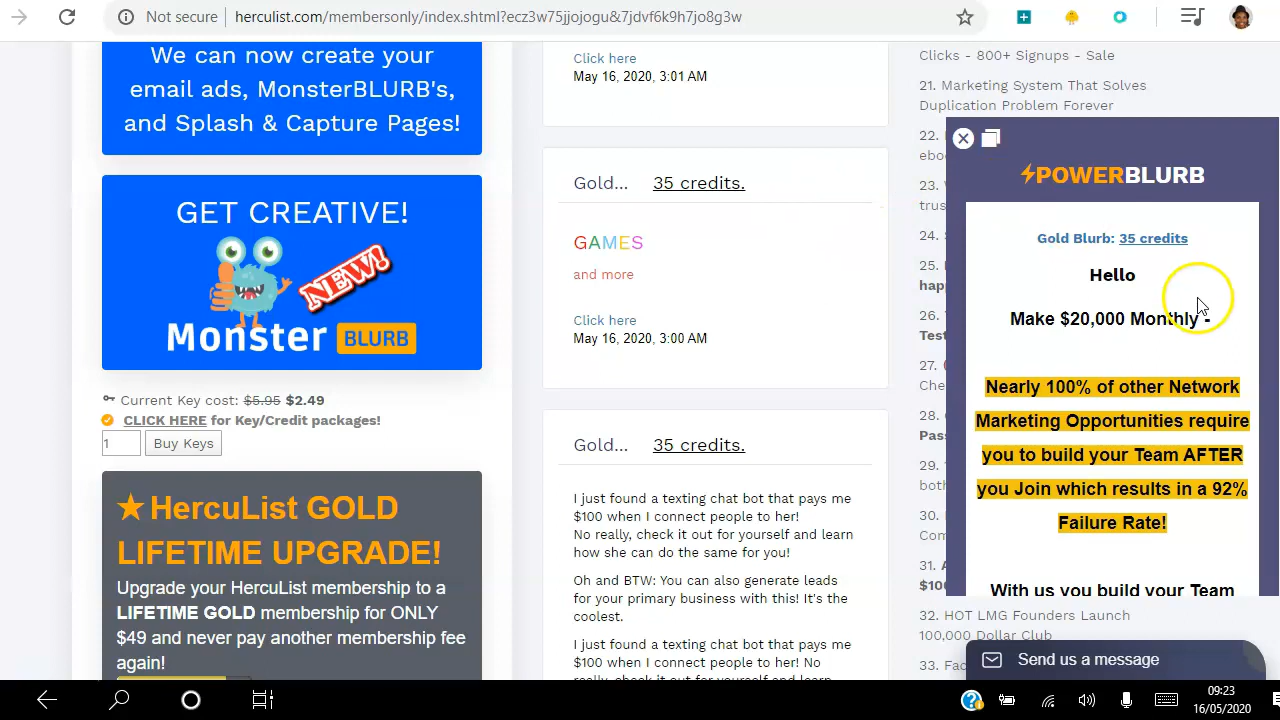 Not secure
herculist.com/membersonly/index.shtml?ecz3w75jjojogu&7jdvf6k9h7jo8g3w
We can now create your
email ads, MonsterBLURB's,
and Splash & Capture Pages!
GET CREATIVE!
NEW!
Monster BLURB
Current Key cost: $5.95 $2.49
CLICK HERE for Key/Credit packages!
1
Buy Keys
★ HercuList GOLD
LIFETIME UPGRADE!
Upgrade your HercuList membership to a
LIFETIME GOLD membership for ONLY
$49 and never pay another membership fee
again!
Click here
May 16, 2020, 3:01 AM
Gold... 35 credits.
GAMES
and more
Click here
May 16, 2020, 3:00 AM
Gold... 35 credits.
I just found a texting chat bot that pays me
$100 when I connect people to her!
No really, check it out for yourself and learn
how she can do the same for you!
Oh and BTW: You can also generate leads
for your primary business with this! It's the
coolest.
I just found a texting chat bot that pays me
$100 when I connect people to her! No
really, check it out for yourself and learn
Clicks - 800+ Signups - Sale
21. Marketing System That Solves
Duplication Problem Forever
22.
23.
24.
25.
26.
27.
28.
29.
30.
31.
32. HOT LMG Founders Launch
100,000 Dollar Club
33.
POWERBLURB
Gold Blurb: 35 credits
Hello
Make $20,000 Monthly -
Nearly 100% of other Network
Marketing Opportunities require
you to build your Team AFTER
you Join which results in a 92%
Failure Rate!
With us you build your Team
Send us a message
09:23
16/05/2020